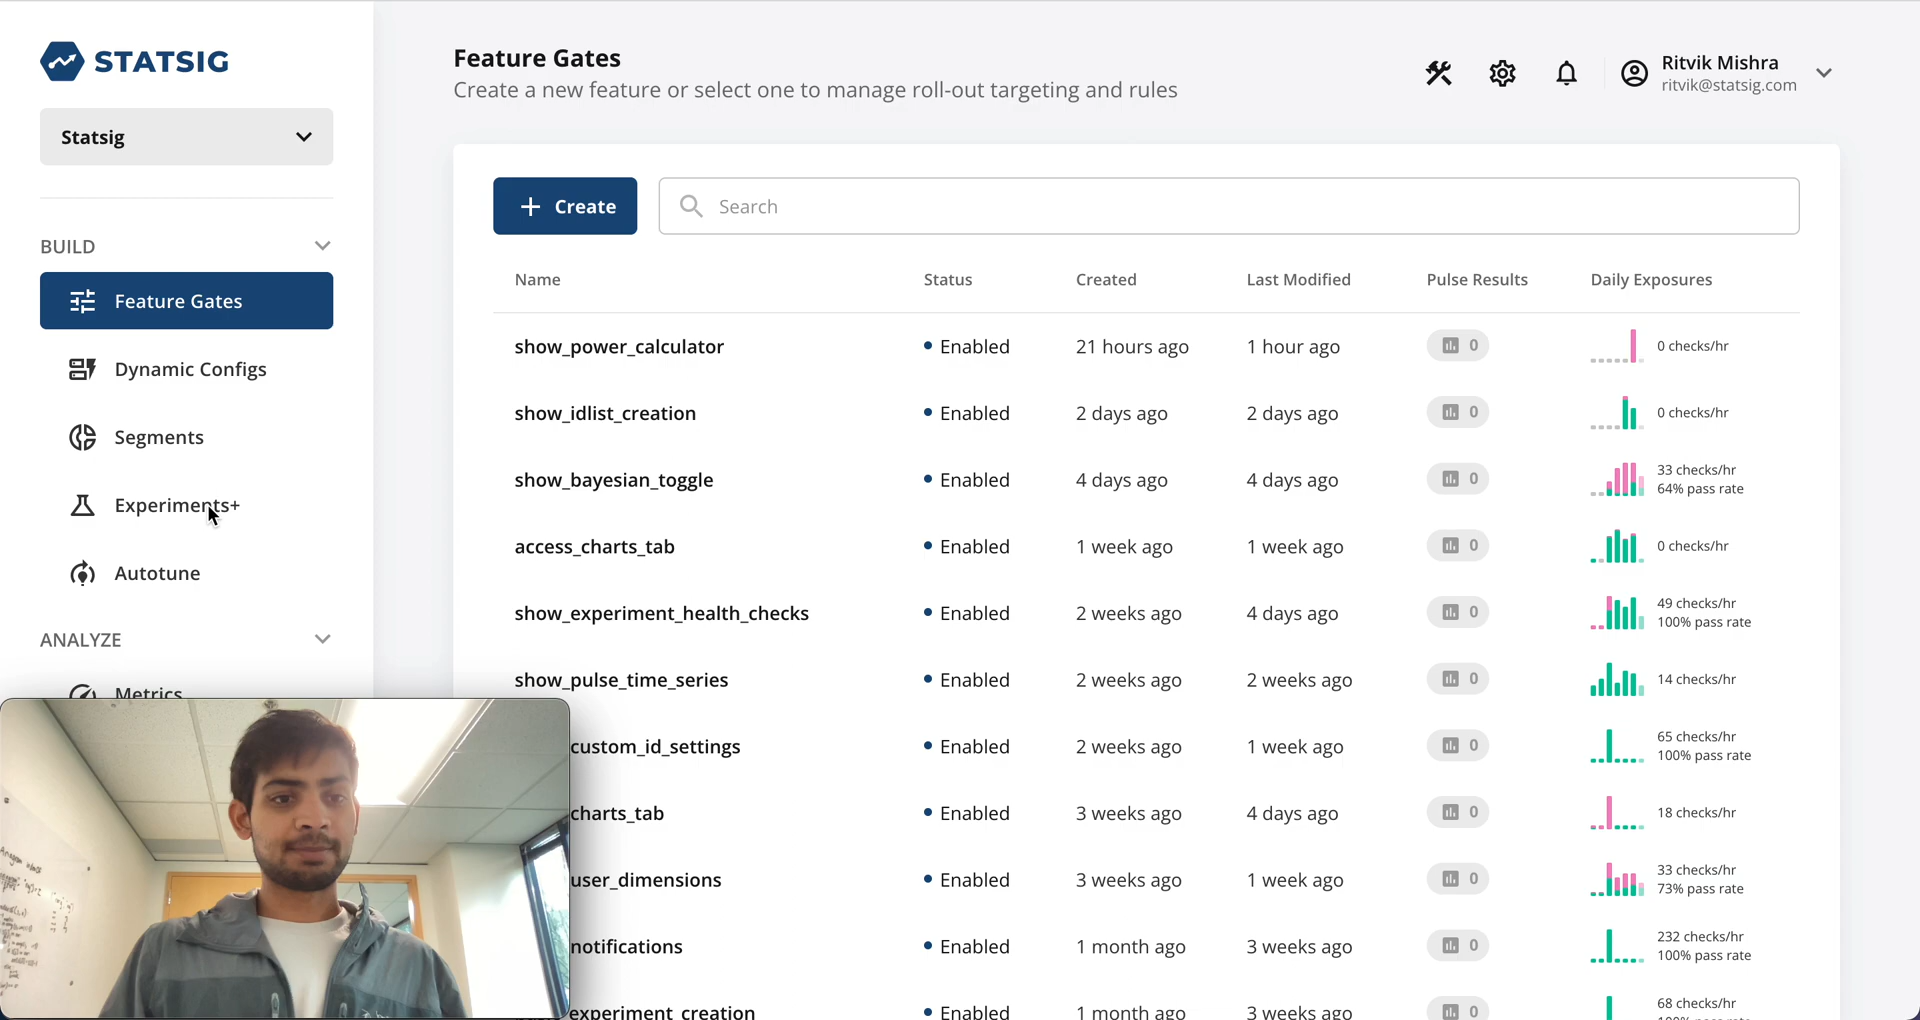 STATSIG
Statsig
BUILD
Feature Gates
Dynamic Configs
Segments
Experiments+
Autotune
ANALYZE
Metrics
Feature Gates
Create a new feature or select one to manage roll-out targeting and rules
Ritvik Mishra
ritvik@statsig.com
Create
Search
Name Status Created Last Modified Pulse Results Daily Exposures
show_power_calculator Enabled 21 hours ago 1 hour ago 0 0 checks/hr
show_idlist_creation Enabled 2 days ago 2 days ago 0 0 checks/hr
show_bayesian_toggle Enabled 4 days ago 4 days ago 0 33 checks/hr
64% pass rate
access_charts_tab Enabled 1 week ago 1 week ago 0 0 checks/hr
show_experiment_health_checks Enabled 2 weeks ago 4 days ago 0 49 checks/hr
100% pass rate
show_pulse_time_series Enabled 2 weeks ago 2 weeks ago 0 14 checks/hr
custom_id_settings Enabled 2 weeks ago 1 week ago 0 65 checks/hr
100% pass rate
charts_tab Enabled 3 weeks ago 4 days ago 0 18 checks/hr
user_dimensions Enabled 3 weeks ago 1 week ago 0 33 checks/hr
73% pass rate
notifications Enabled 1 month ago 3 weeks ago 0 232 checks/hr
100% pass rate
experiment_creation Enabled 1 month ago 3 weeks ago 0 68 checks/hr